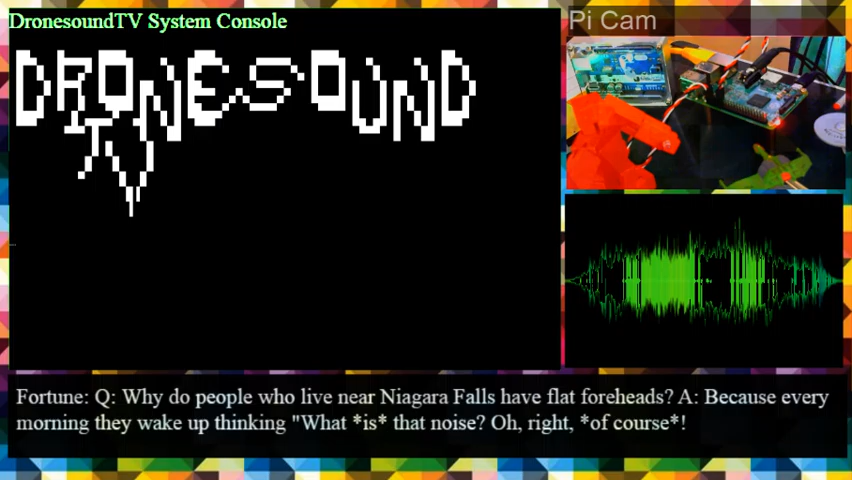 DronesoundTV System Console
Pi Cam
DRONESOUND
TV
Fortune: Q: Why do people who live near Niagara Falls have flat foreheads? A: Because every
morning they wake up thinking "What *is* that noise? Oh, right, *of course*!